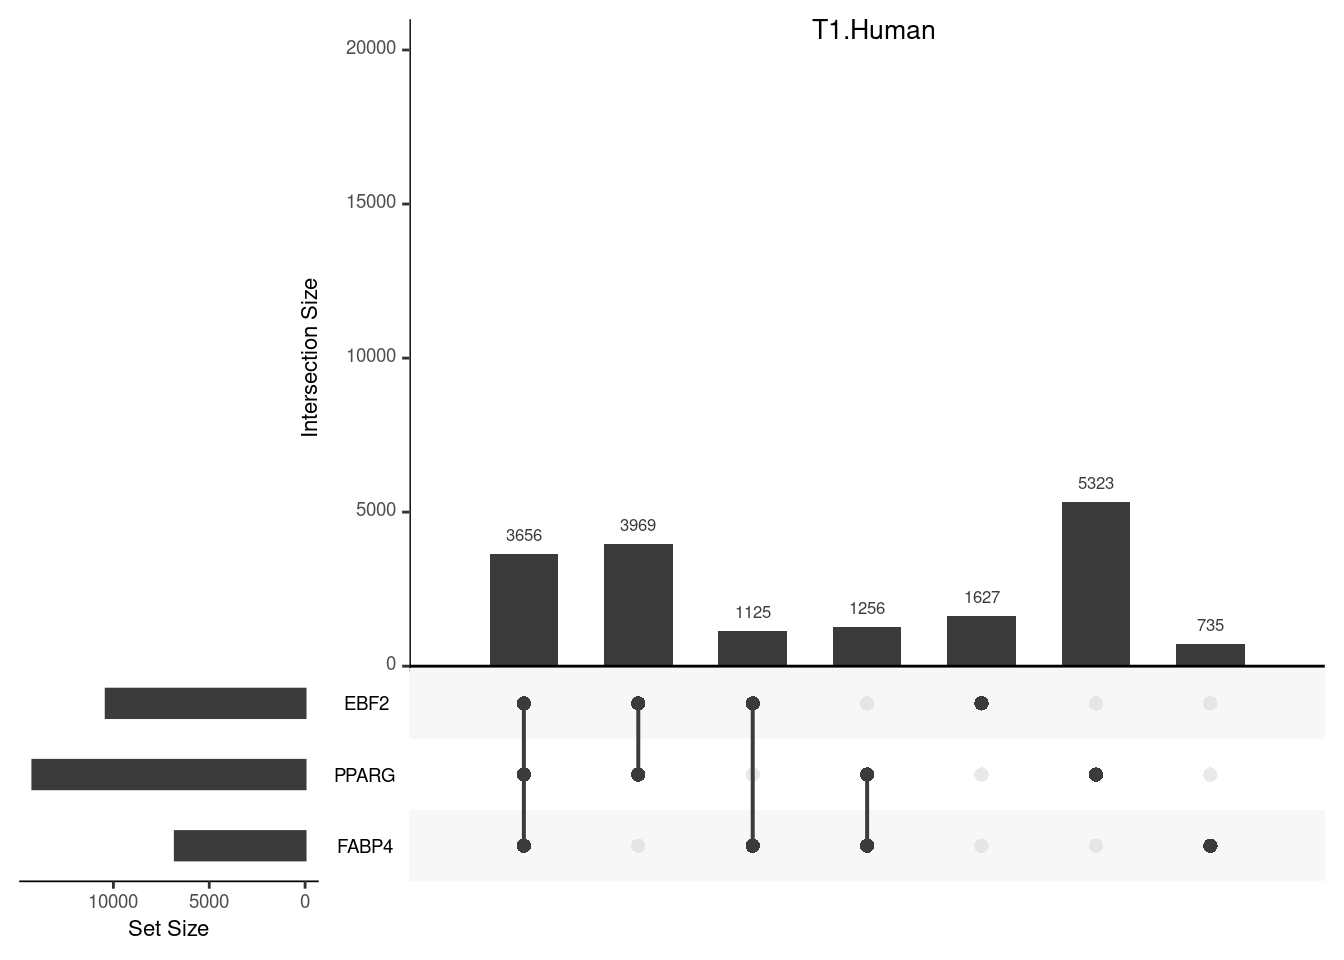 T1.Human
20000
15000
10000
5000
0
Intersection Size
3656
3969
1125
1256
1627
5323
735
EBF2
PPARG
FABP4
10000 5000 0
Set Size